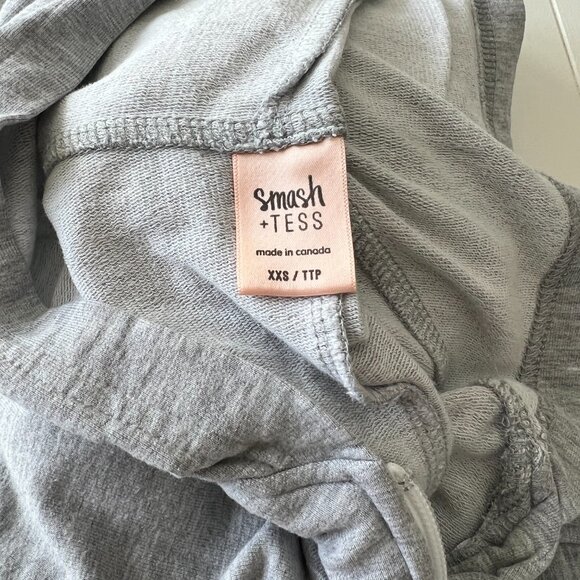 smash
+TESS
made in canada
XXS / TTP